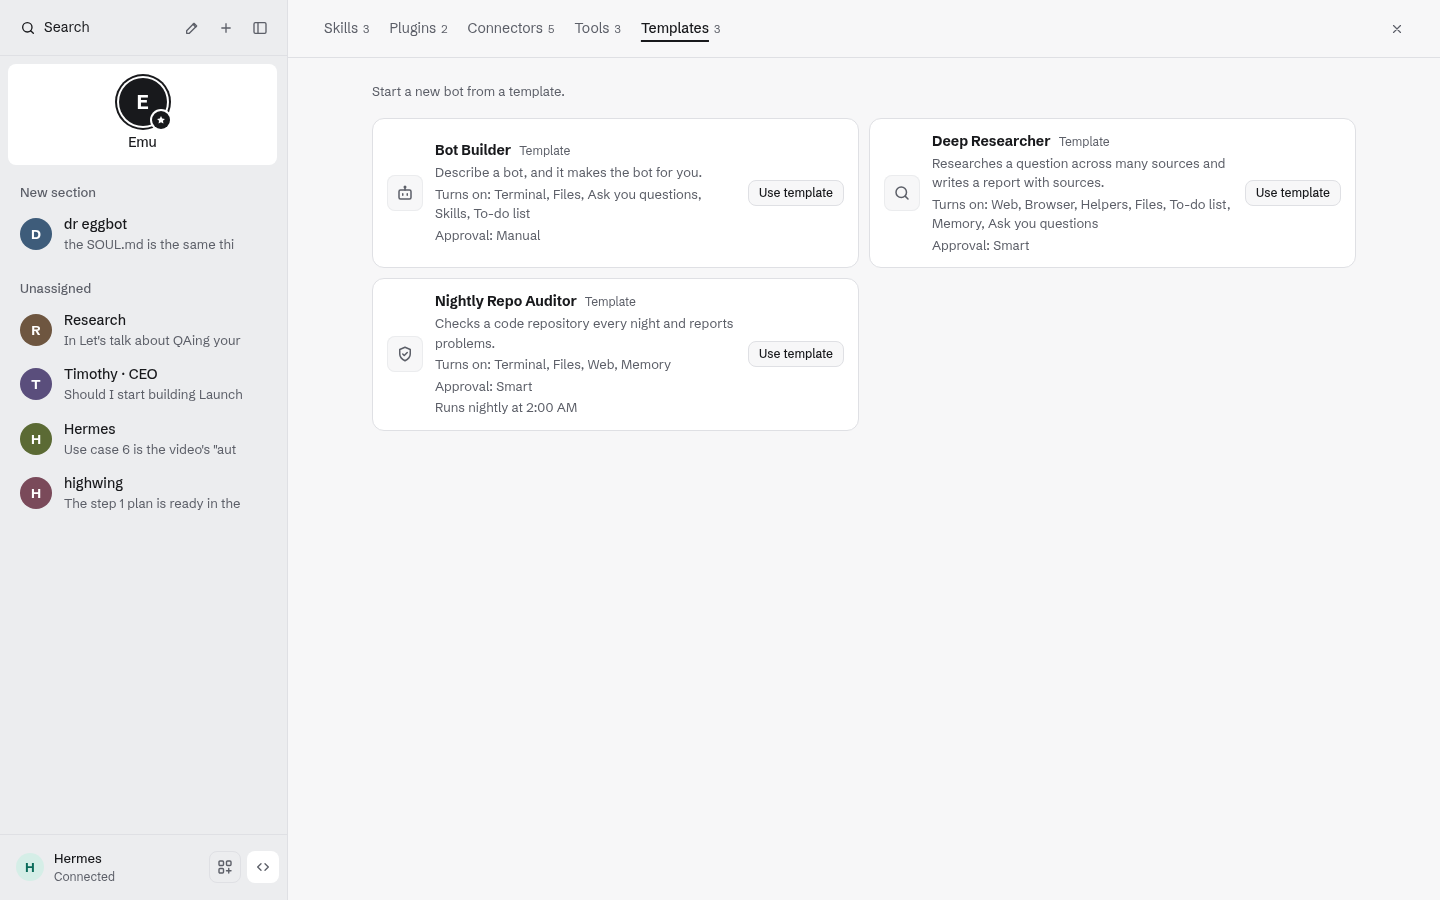 Search
E
Emu
New section
D
dr eggbot
the SOUL.md is the same thi
Unassigned
R
Research
In Let's talk about QAing your
T
Timothy · CEO
Should I start building Launch
H
Hermes
Use case 6 is the video's "aut
H
highwing
The step 1 plan is ready in the
H
Hermes
Connected
Skills 3 Plugins 2 Connectors 5 Tools 3 Templates 3
Start a new bot from a template.
Bot Builder Template
Describe a bot, and it makes the bot for you.
Turns on: Terminal, Files, Ask you questions,
Skills, To-do list
Approval: Manual
Use template
Deep Researcher Template
Researches a question across many sources and
writes a report with sources.
Turns on: Web, Browser, Helpers, Files, To-do list,
Memory, Ask you questions
Approval: Smart
Use template
Nightly Repo Auditor Template
Checks a code repository every night and reports
problems.
Turns on: Terminal, Files, Web, Memory
Approval: Smart
Runs nightly at 2:00 AM
Use template